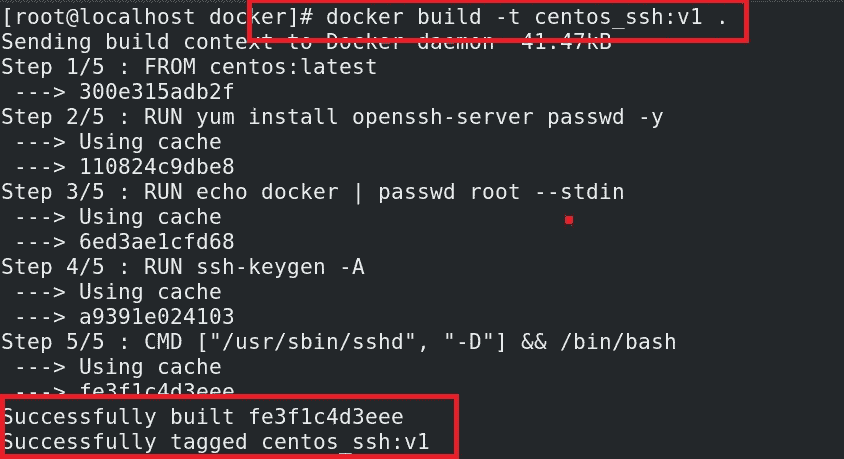 [root@localhost docker]# docker build -t centos_ssh:v1 .
Sending build context to Docker daemon  41.47kB
Step 1/5 : FROM centos:latest
 ---> 300e315adb2f
Step 2/5 : RUN yum install openssh-server passwd -y
 ---> Using cache
 ---> 110824c9dbe8
Step 3/5 : RUN echo docker | passwd root --stdin
 ---> Using cache
 ---> 6ed3ae1cfd68
Step 4/5 : RUN ssh-keygen -A
 ---> Using cache
 ---> a9391e024103
Step 5/5 : CMD ["/usr/sbin/sshd", "-D"] && /bin/bash
 ---> Using cache
 ---> fe3f1c4d3eee
Successfully built fe3f1c4d3eee
Successfully tagged centos_ssh:v1